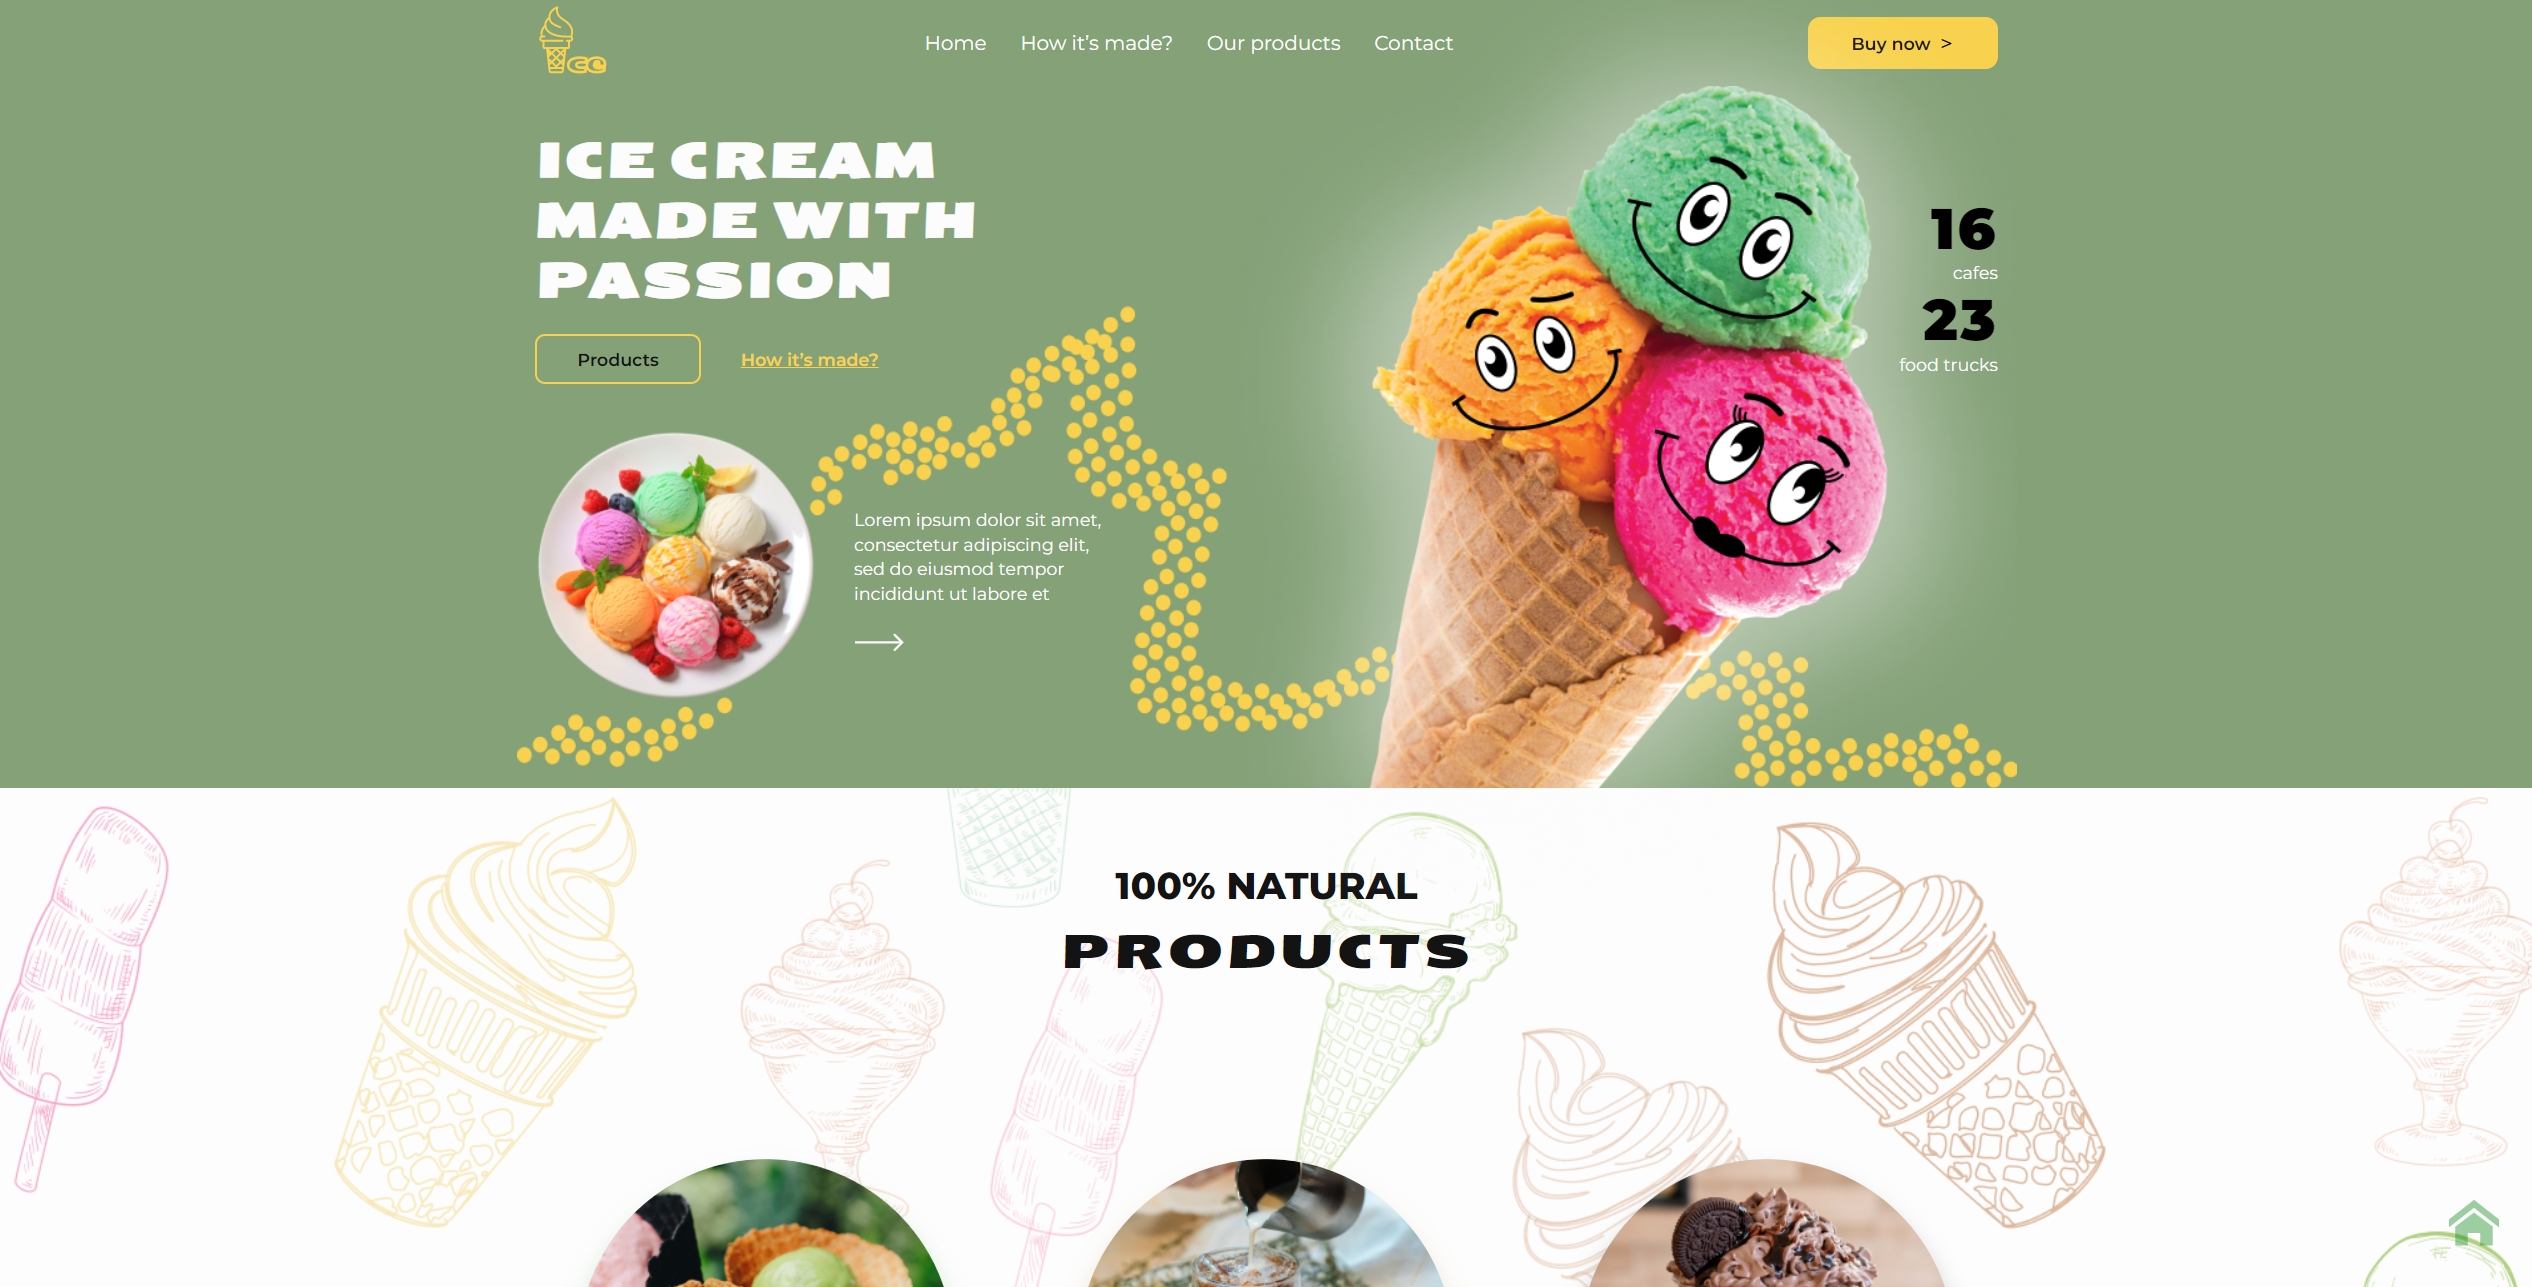 Home How it's made? Our products Contact
Buy now >
ICE CREAM
MADE WITH
PASSION
Products How it's made?
16
cafes
23
food trucks
Lorem ipsum dolor sit amet,
consectetur adipiscing elit,
sed do eiusmod tempor
incididunt ut labore et
100% NATURAL
PRODUCTS